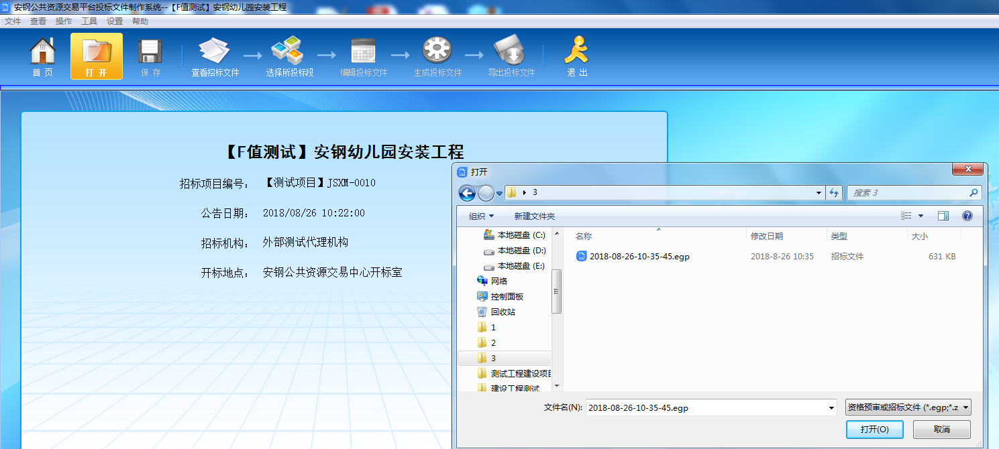 安钢公共资源交易平台投标文件制作系统--【F值测试】安钢幼儿园安装工程
文件 查看 操作 工具 设置 帮助
首 页 打 开 保 存 查看招标文件 选择所投标段 编辑投标文件 生成投标文件 导出投标文件 退 出
【F值测试】安钢幼儿园安装工程
招标项目编号： 【测试项目】JSXM-0010
公告日期： 2018/08/26 10:22:00
招标机构： 外部测试代理机构
开标地点： 安钢公共资源交易中心开标室
打开
3 搜索 3
组织 新建文件夹
名称 修改日期 类型 大小
2018-08-26-10-35-45.egp 2018-8-26 10:35 招标文件 631 KB
本地磁盘 (C:)
本地磁盘 (D:)
本地磁盘 (E:)
网络
控制面板
回收站
1
2
3
测试工程建设项目
建设工程测试
文件名(N): 2018-08-26-10-35-45.egp 资格预审或招标文件 (*.egp;*.z
打开(O) 取消